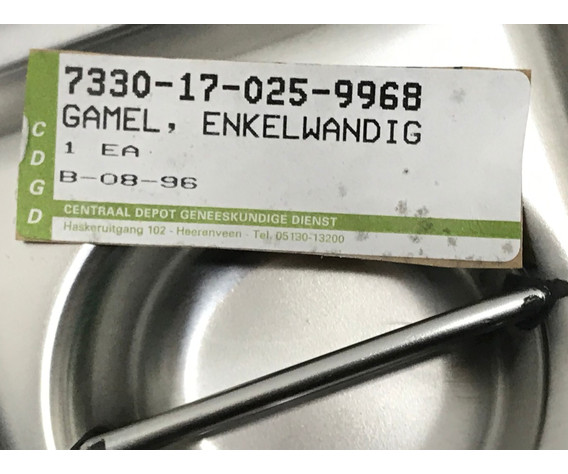 7330-17-025-9968
GAMEL, ENKELWANDIG
1 EA
B-08-96
C
D
G
D
CENTRAAL DEPOT GENEESKUNDIGE DIENST
Haskeruitgang 102 - Heerenveen - Tel. 05130-13200